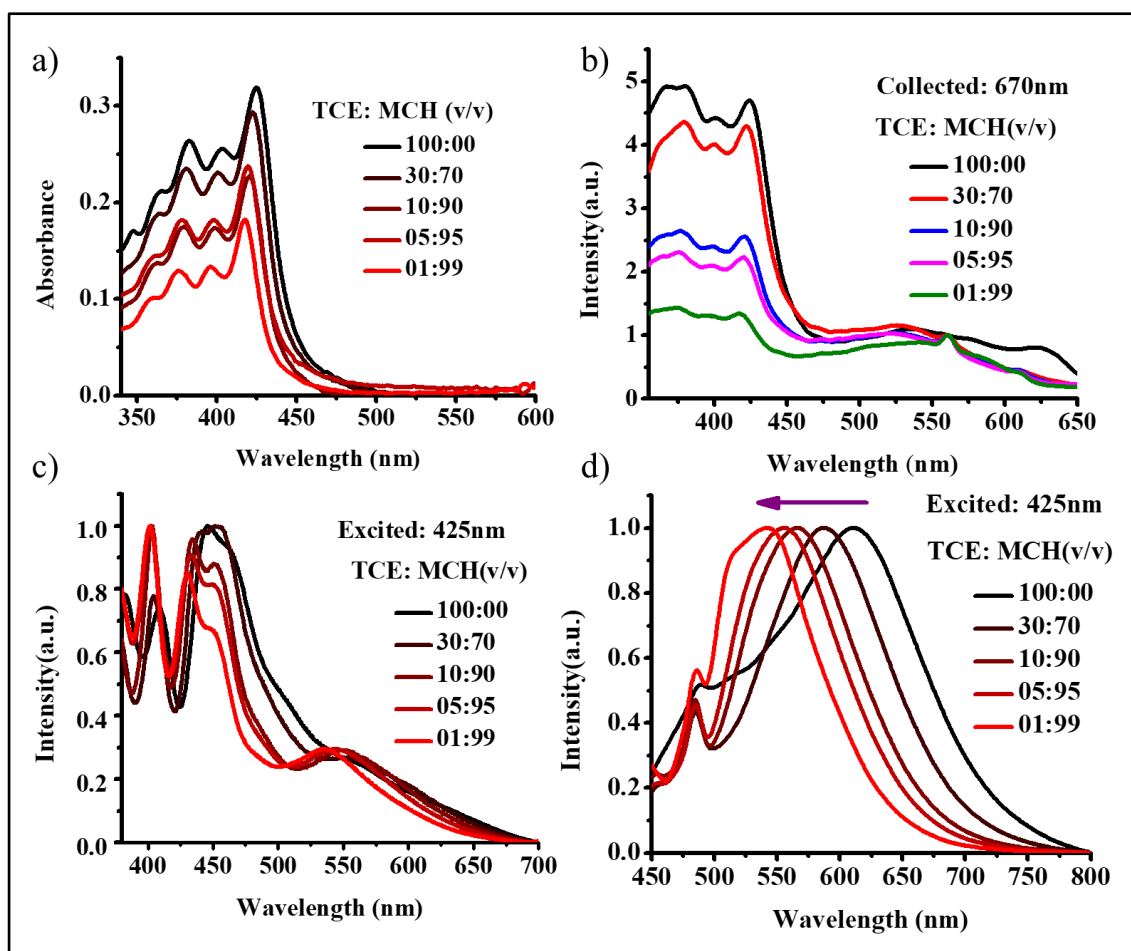 a)
TCE: MCH (v/v)
100:00
30:70
10:90
05:95
01:99
Absorbance
0.3
0.2
0.1
0.0
350 400 450 500 550 600
Wavelength (nm)
b)
Collected: 670nm
TCE: MCH(v/v)
100:00
30:70
10:90
05:95
01:99
Intensity(a.u.)
5
4
3
2
1
0
400 450 500 550 600 650
Wavelength (nm)
c)
Excited: 425nm
TCE: MCH(v/v)
100:00
30:70
10:90
05:95
01:99
Intensity(a.u.)
1.0
0.8
0.6
0.4
0.2
0.0
400 450 500 550 600 650 700
Wavelength (nm)
d)
Excited: 425nm
TCE: MCH(v/v)
100:00
30:70
10:90
05:95
01:99
Intensity(a.u.)
1.0
0.8
0.6
0.4
0.2
0.0
450 500 550 600 650 700 750 800
Wavelength (nm)